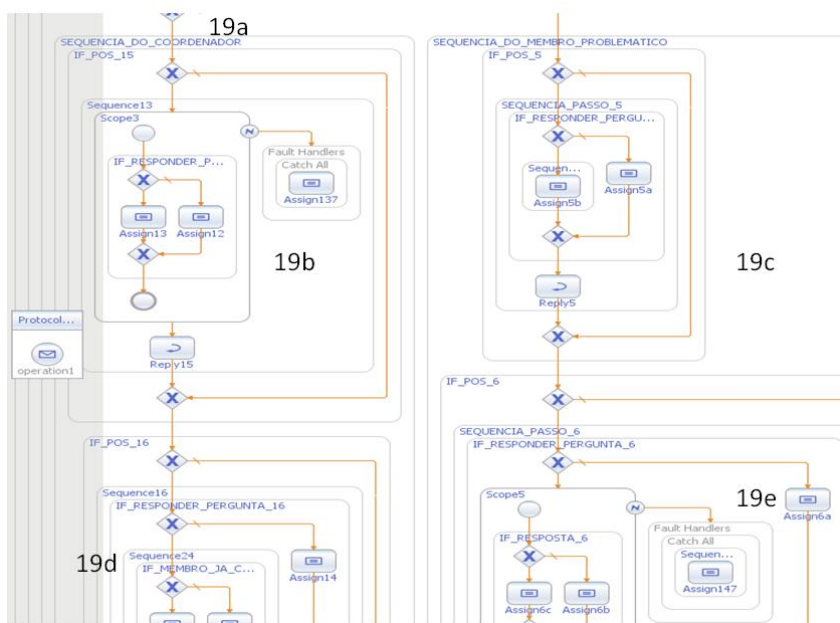 19a
SEQUENCIA_DO_COORDENADOR
IF_POS_15
Sequence13
Scope3
Fault Handlers
Catch All
Assign137
IF_RESPONDER_P...
Assign13
Assign12
19b
Protocol...
operation1
Reply15
IF_POS_16
Sequence16
IF_RESPONDER_PERGUNTA_16
Sequence24
Assign14
19d
IF_MEMBRO_JA_C...
SEQUENCIA_DO_MEMBRO_PROBLEMATICO
IF_POS_5
SEQUENCIA_PASSO_5
IF_RESPONDER_PERGU...
Sequen...
Assign5b
Assign5a
19c
Reply5
IF_POS_6
SEQUENCIA_PASSO_6
IF_RESPONDER_PERGUNTA_6
Scope5
19e
Assign6a
Fault Handlers
Catch All
Sequen...
Assign147
IF_RESPOSTA_6
Assign6c
Assign6b